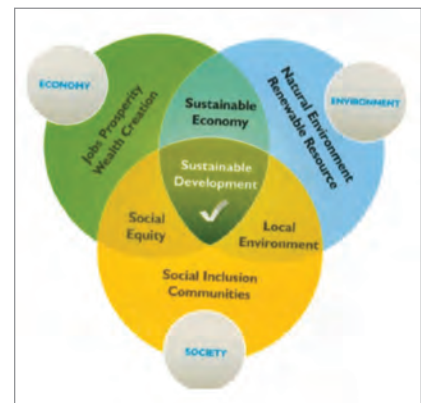 ECONOMY
Jobs Prosperity
Wealth Creation
Sustainable
Economy
Natural Environment
Renewable Resource
ENVIRONMENT
Sustainable
Development
Social
Equity
Local
Environment
Social Inclusion
Communities
SOCIETY